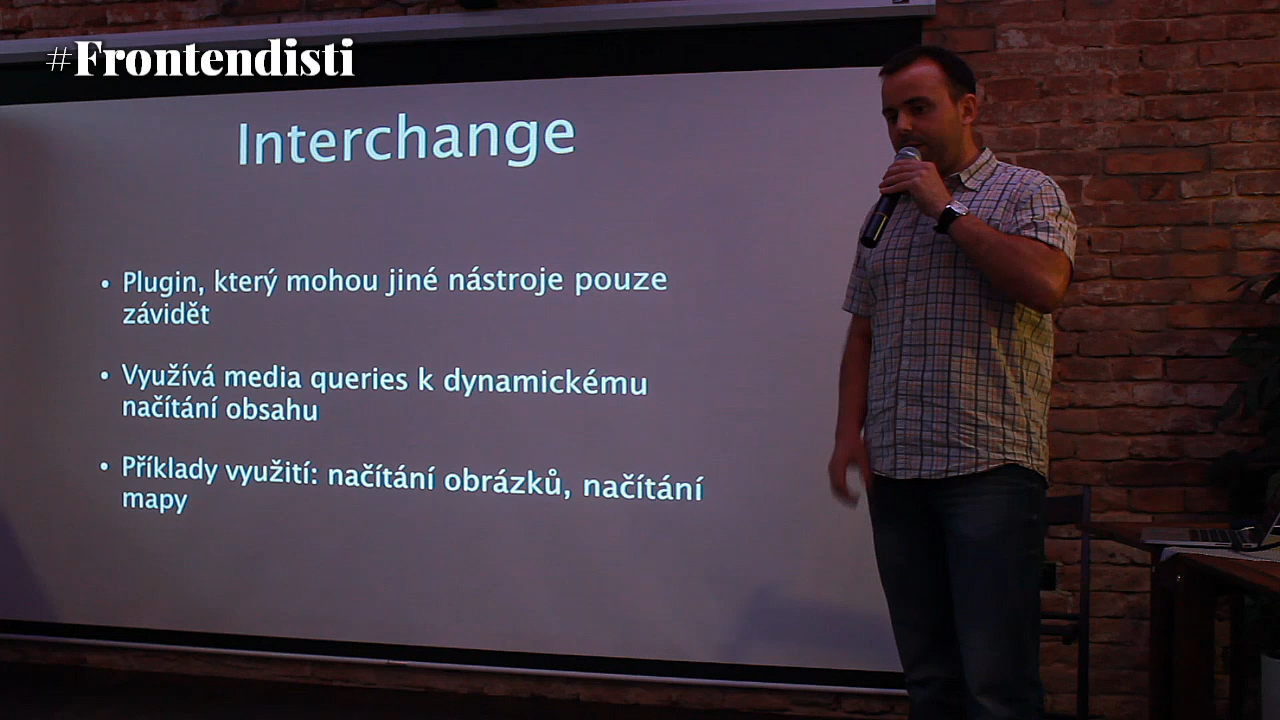 #Frontendisti
Interchange
• Plugin, který mohou jiné nástroje pouze
závidět
• Využívá media queries k dynamickému
načítání obsahu
• Příklady využití: načítání obrázků, načítání
mapy